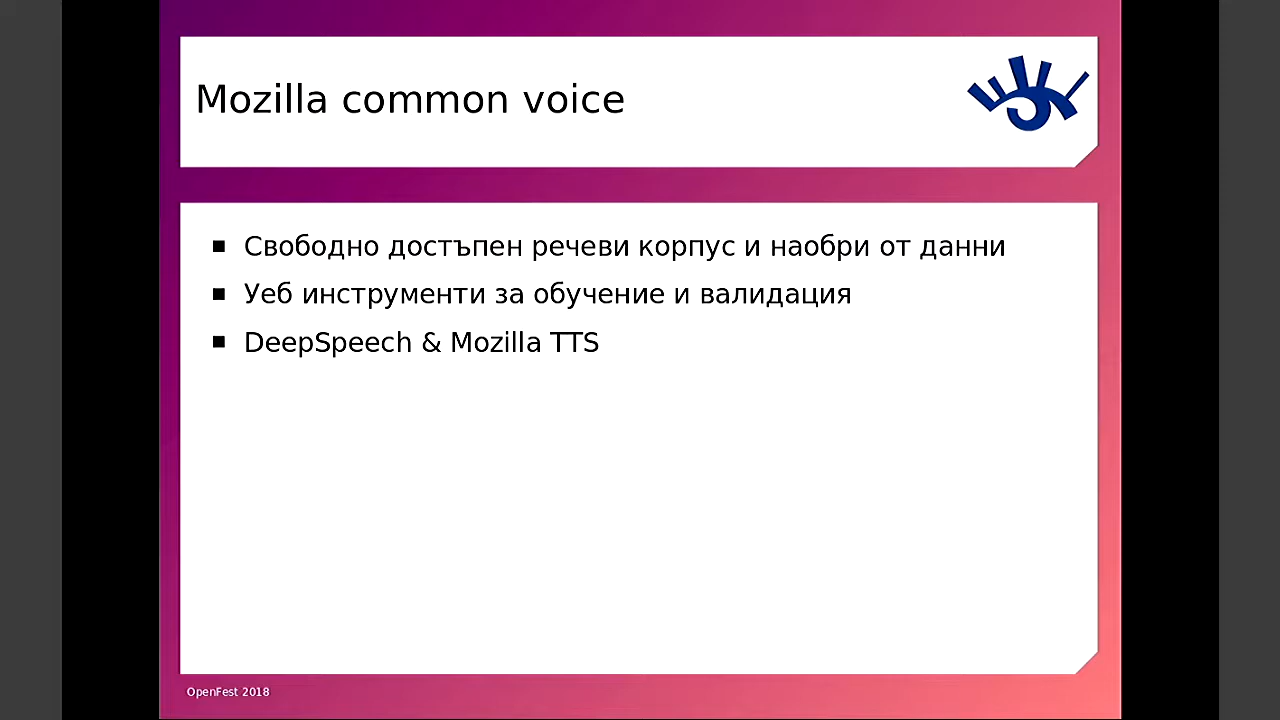 Mozilla common voice
Свободно достъпен речеви корпус и наобри от данни
Уеб инструменти за обучение и валидация
DeepSpeech & Mozilla TTS
OpenFest 2018